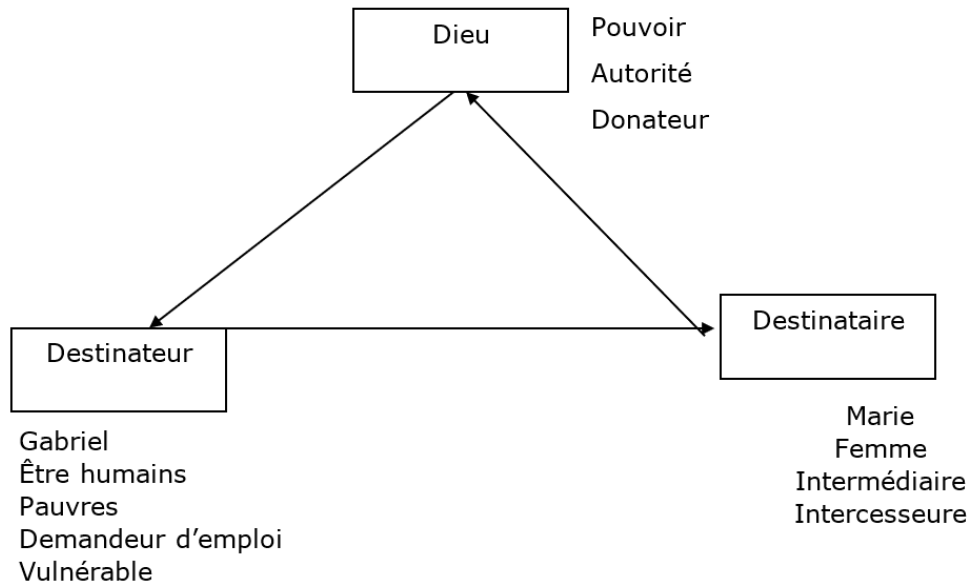 Dieu
Pouvoir
Autorité
Donateur
Destinateur
Destinataire
Gabriel
Être humains
Pauvres
Demandeur d’emploi
Vulnérable
Marie
Femme
Intermédiaire
Intercesseure